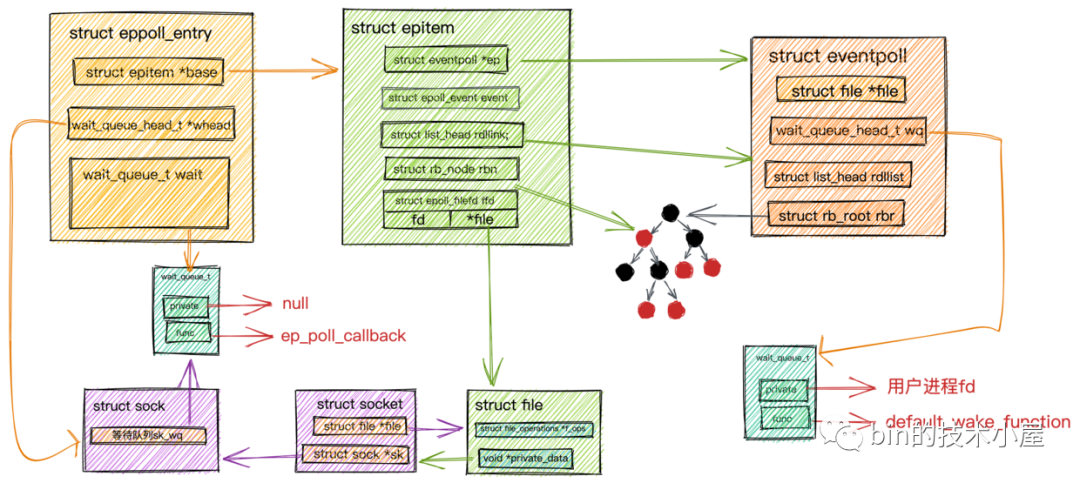 struct eppoll_entry
struct epitem *base
wait_queue_head_t *whead
wait_queue_t wait
struct epitem
struct eventpoll *ep
struct epoll_event event
struct list_head rdllink;
struct rb_node rbn
struct epoll_filefd ffd
fd
*file
struct eventpoll
struct file *file
wait_queue_head_t wq
struct list_head rdllist
struct rb_root rbr
wait_queue_t
private
null
func
ep_poll_callback
struct sock
等待队列sk_wq
struct socket
struct file *file
struct sock *sk
struct file
struct file_operations *f_ops
void *private_data
wait_queue_t
private
用户进程fd
func
default_wake_function
bin的技术小屋